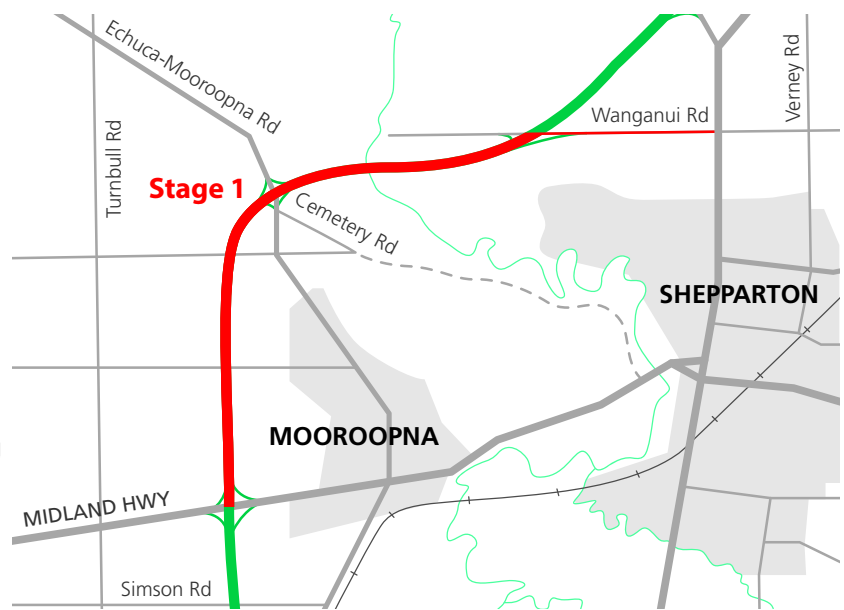 Echuca-Mooroopna Rd
Verney Rd
Wanganui Rd
Turnbull Rd
Stage 1
Cemetery Rd
SHEPPARTON
MOOROOPNA
MIDLAND HWY
Simson Rd